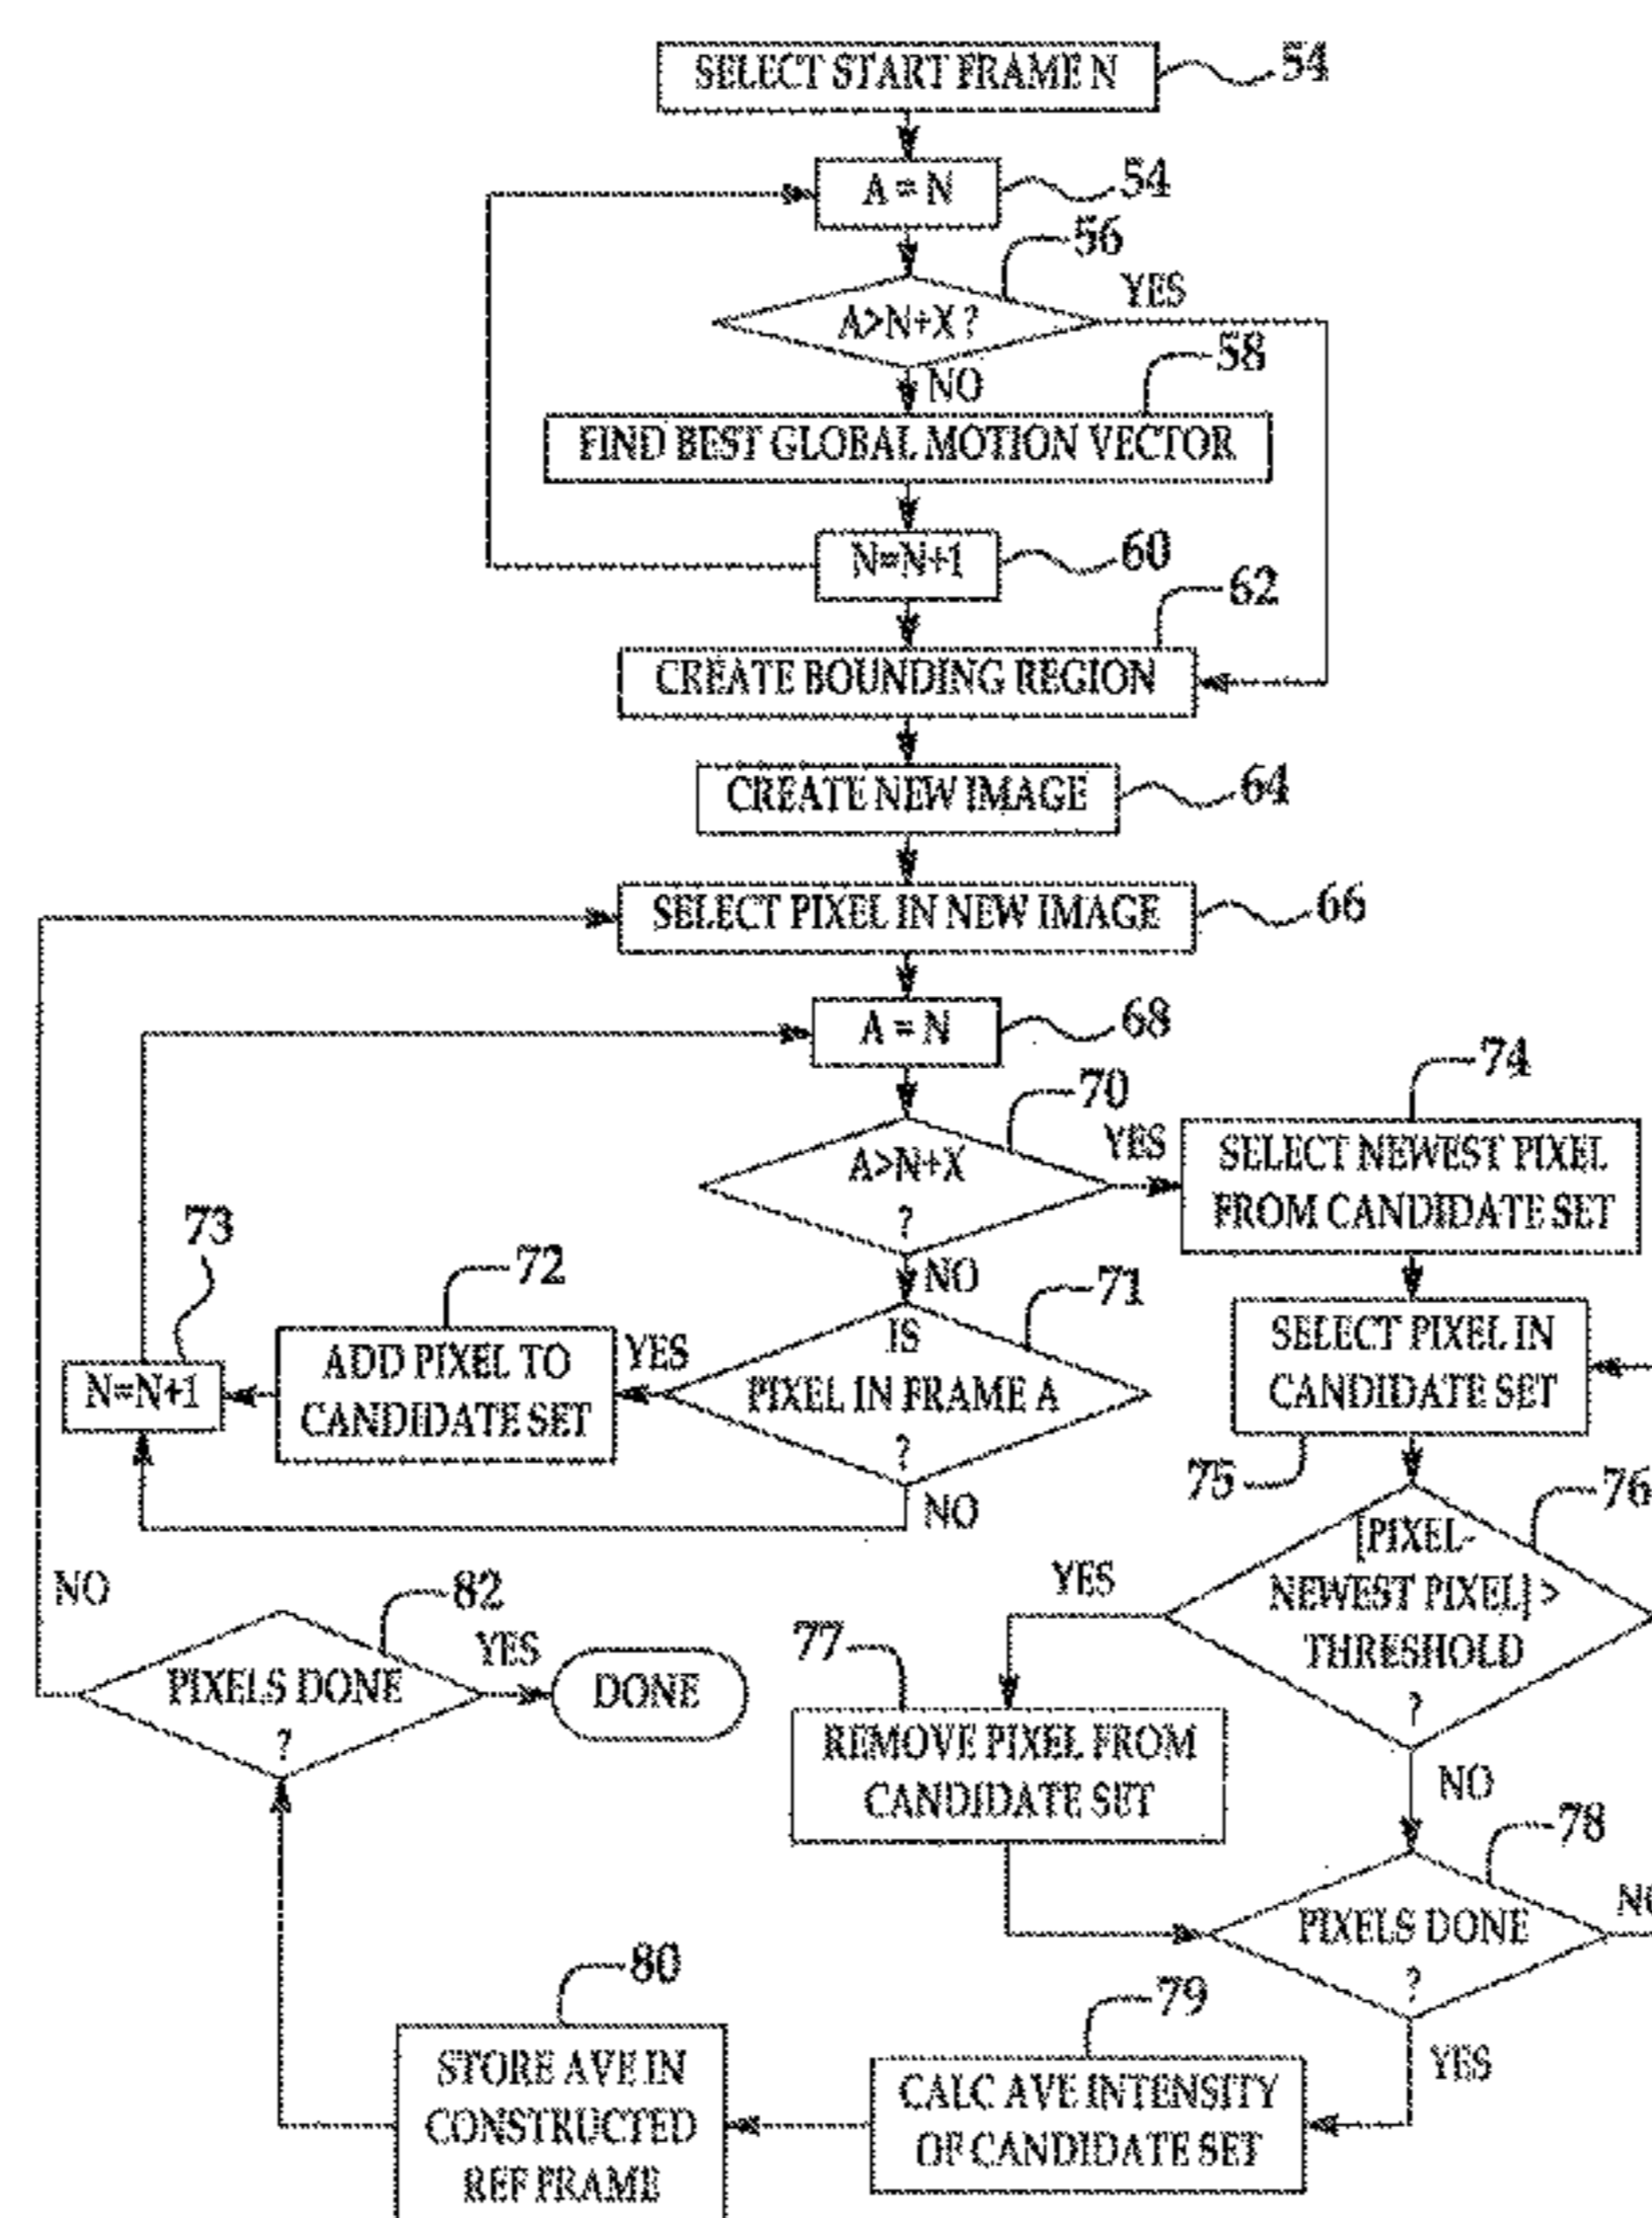 SELECT START FRAME N
54
A = N
54
56
A>N+X ?
YES
NO
58
FIND BEST GLOBAL MOTION VECTOR
N=N+1
60
62
CREATE BOUNDING REGION
CREATE NEW IMAGE
64
SELECT PIXEL IN NEW IMAGE
66
A = N
68
70
A>N+X
?
YES
NO
74
SELECT NEWEST PIXEL
FROM CANDIDATE SET
71
IS
PIXEL IN FRAME A
?
YES
NO
72
ADD PIXEL TO
CANDIDATE SET
73
N=N+1
SELECT PIXEL IN
CANDIDATE SET
75
76
|PIXEL-
NEWEST PIXEL| >
THRESHOLD
?
YES
NO
77
REMOVE PIXEL FROM
CANDIDATE SET
78
PIXELS DONE
?
NO
YES
79
CALC AVE INTENSITY
OF CANDIDATE SET
80
STORE AVE IN
CONSTRUCTED
REF FRAME
82
PIXELS DONE
?
NO
YES
DONE